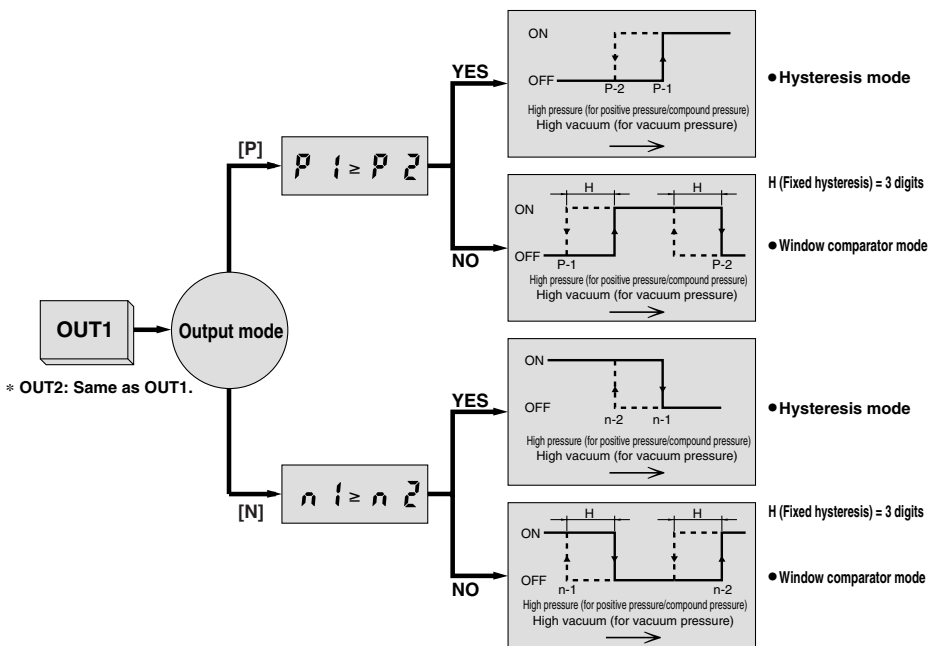 OUT1
* OUT2: Same as OUT1.
Output mode
[P]
P 1 ≥ P 2
YES
ON
OFF
P-2 P-1
High pressure (for positive pressure/compound pressure)
High vacuum (for vacuum pressure)
● Hysteresis mode
NO
H H
ON
OFF
P-1 P-2
High pressure (for positive pressure/compound pressure)
High vacuum (for vacuum pressure)
H (Fixed hysteresis) = 3 digits
● Window comparator mode
[N]
n 1 ≥ n 2
YES
ON
OFF
n-2 n-1
High pressure (for positive pressure/compound pressure)
High vacuum (for vacuum pressure)
● Hysteresis mode
NO
H H
ON
OFF
n-1 n-2
High pressure (for positive pressure/compound pressure)
High vacuum (for vacuum pressure)
H (Fixed hysteresis) = 3 digits
● Window comparator mode